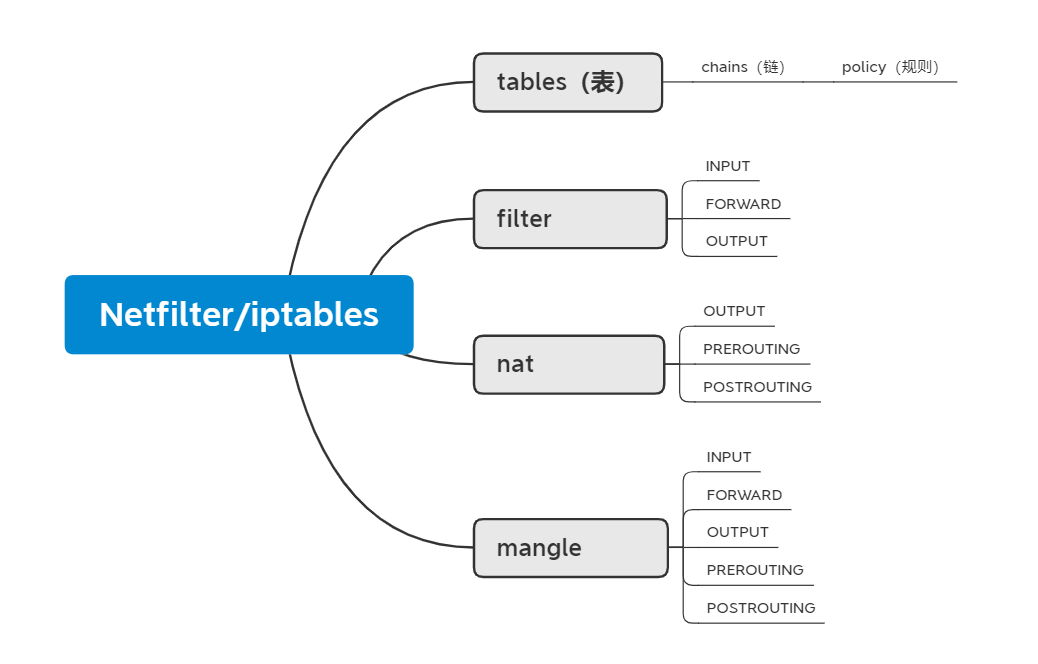 tables（表）
chains（链）
policy（规则）
filter
INPUT
FORWARD
OUTPUT
Netfilter/iptables
nat
OUTPUT
PREROUTING
POSTROUTING
mangle
INPUT
FORWARD
OUTPUT
PREROUTING
POSTROUTING